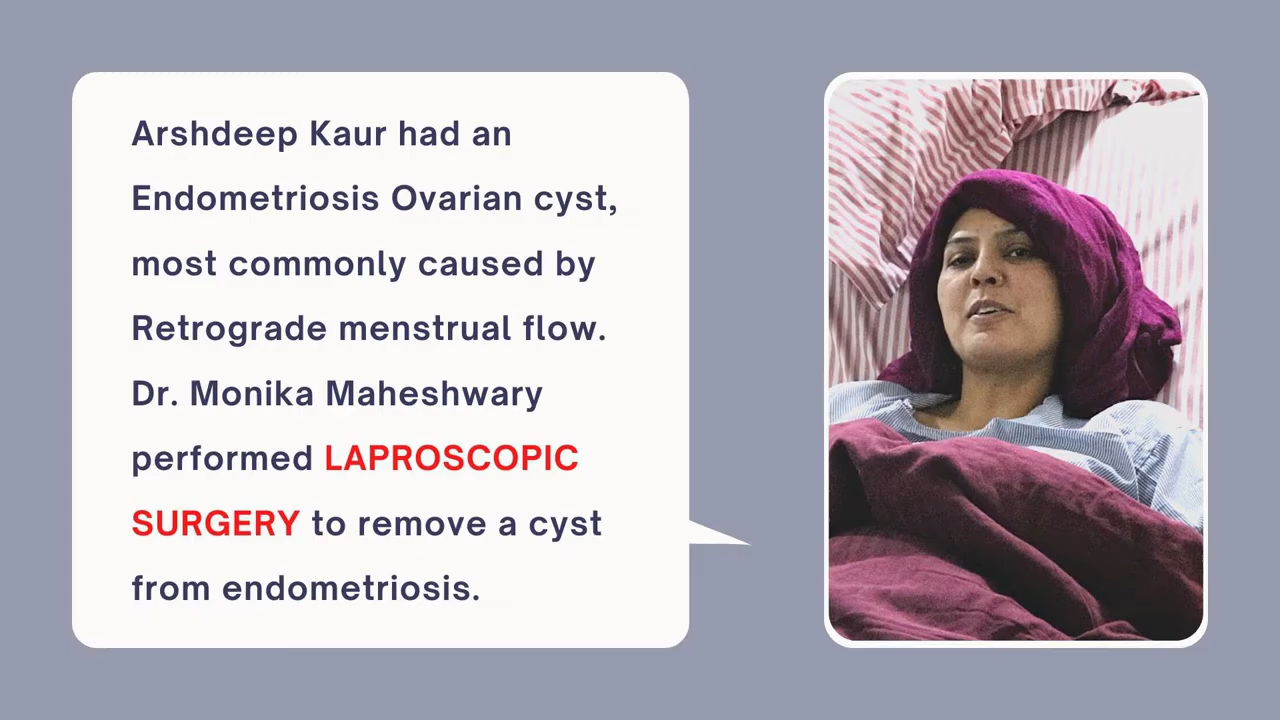 Arshdeep Kaur had an
Endometriosis Ovarian cyst,
most commonly caused by
Retrograde menstrual flow.
Dr. Monika Maheshwary
performed LAPROSCOPIC
SURGERY to remove a cyst
from endometriosis.